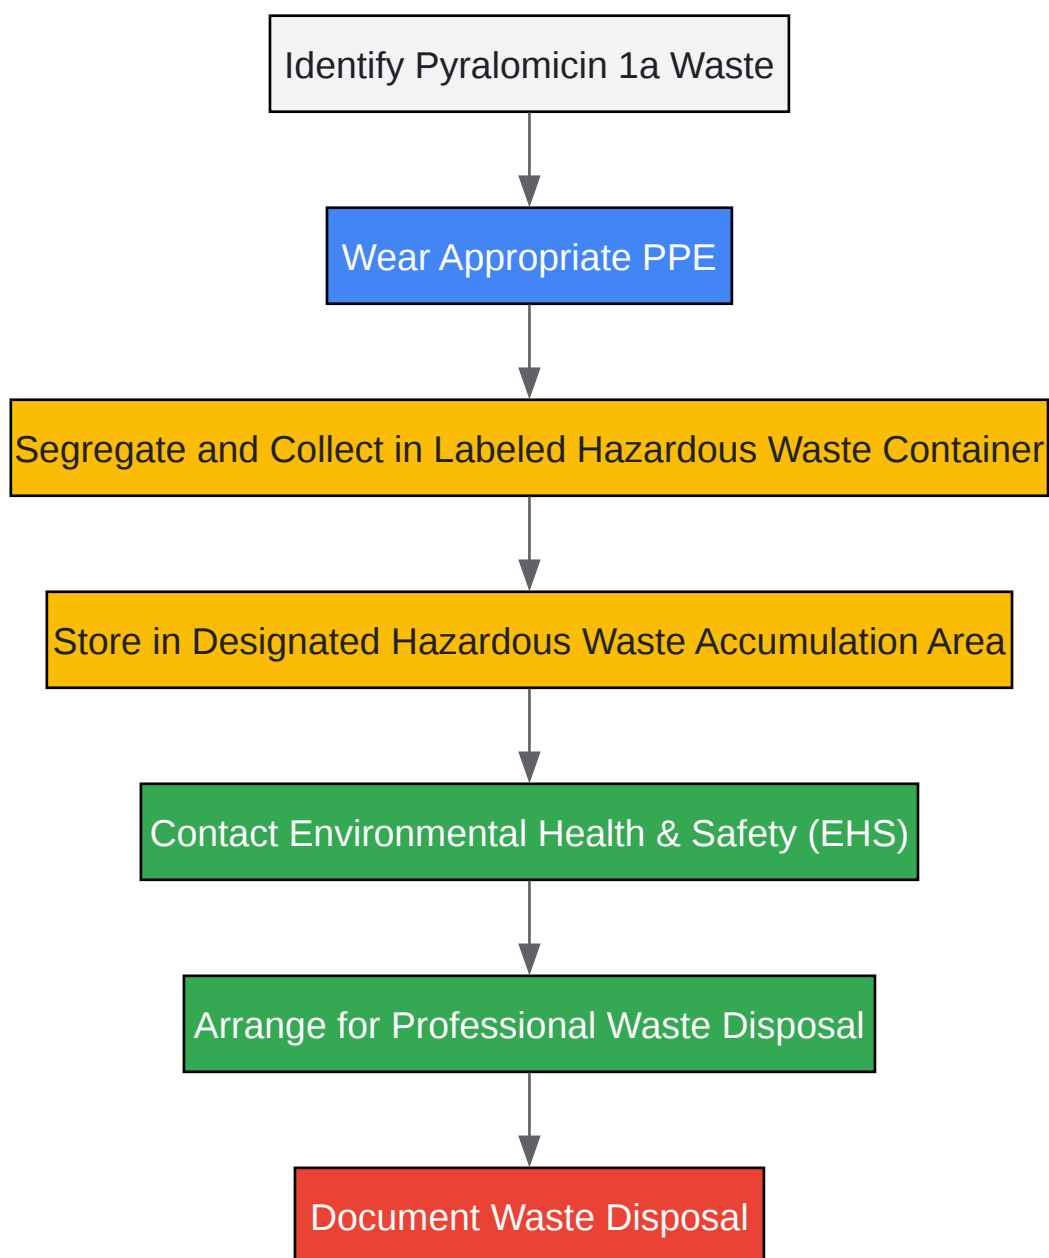 Identify Pyralomicin 1a Waste
Wear Appropriate PPE
Segregate and Collect in Labeled Hazardous Waste Container
Store in Designated Hazardous Waste Accumulation Area
Contact Environmental Health & Safety (EHS)
Arrange for Professional Waste Disposal
Document Waste Disposal